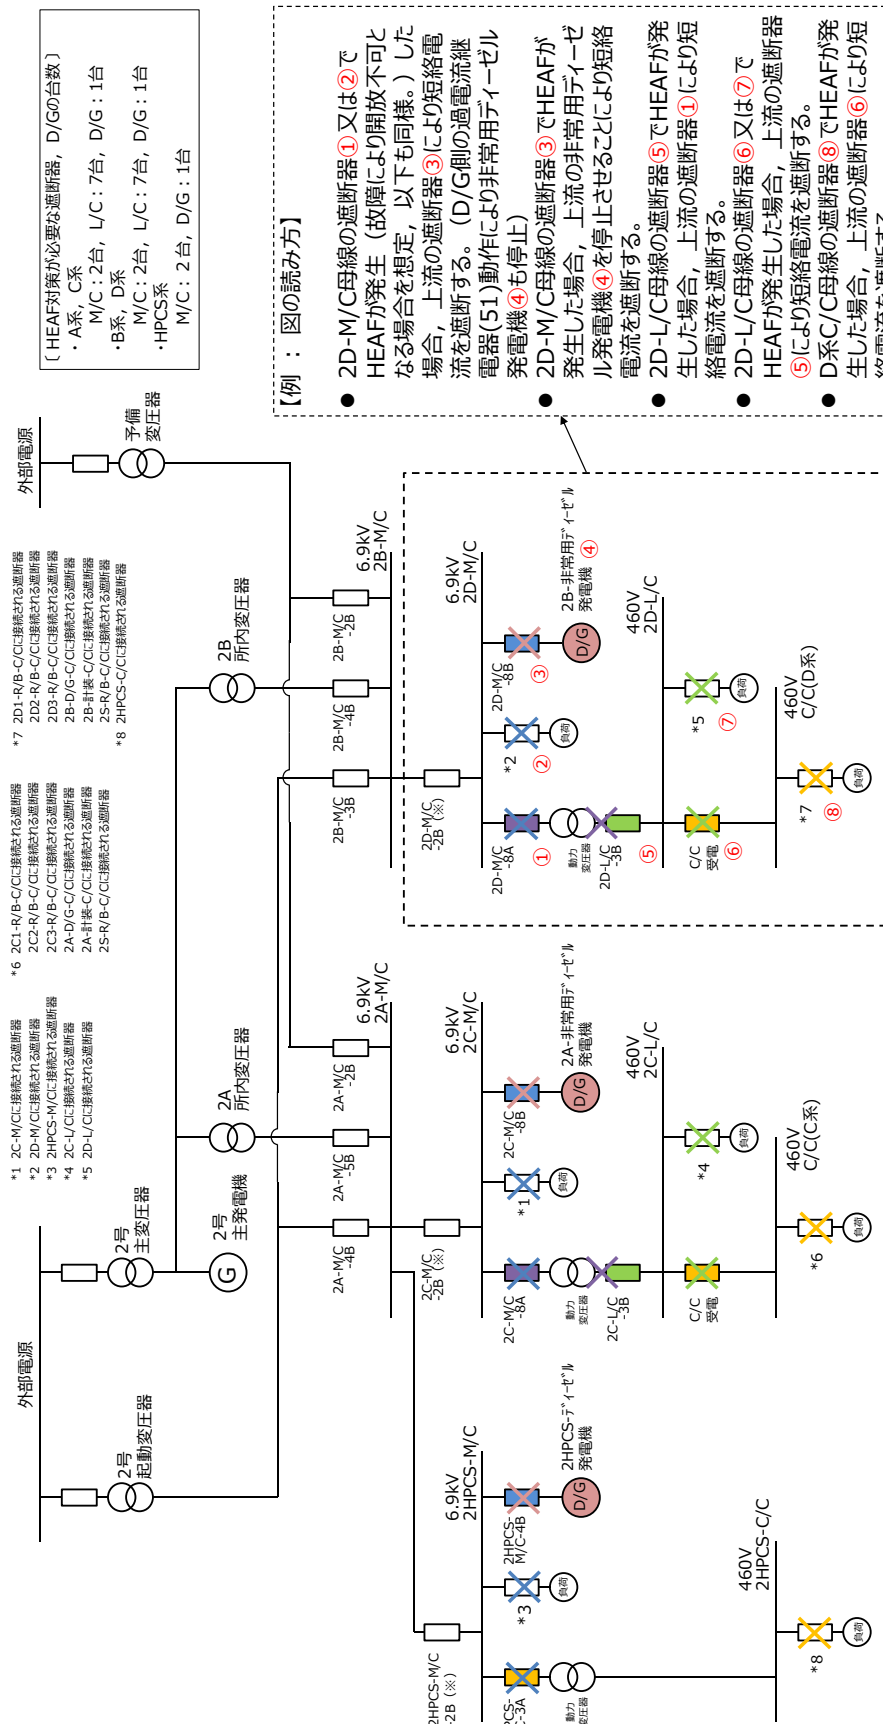 〔 HEAF対策が必要な遮断器，D/Gの台数 〕
・A系，C系
M/C：2台，L/C：7台，D/G：1台
・B系，D系
M/C：2台，L/C：7台，D/G：1台
・HPCS系
M/C：2台，D/G：1台
【例 ： 図の読み方】
● 2D-M/C母線の遮断器①又は②で
HEAFが発生（故障により開放不可と
なる場合を想定，以下も同様。）した
場合，上流の遮断器③により短絡電
流を遮断する。（D/G側の過電流継
電器(51)動作により非常用ディーゼル
発電機④も停止）
● 2D-M/C母線の遮断器③でHEAFが
発生した場合，上流の非常用ディーゼ
ル発電機④を停止させることにより短絡
電流を遮断する。
● 2D-L/C母線の遮断器⑤でHEAFが発
生した場合，上流の遮断器①により短
絡電流を遮断する。
● 2D-L/C母線の遮断器⑥又は⑦で
HEAFが発生した場合，上流の遮断器
⑤により短絡電流を遮断する。
● D系C/C母線の遮断器⑧でHEAFが発
生した場合，上流の遮断器⑥により短
*1 2C-M/Cに接続される遮断器
*2 2D-M/Cに接続される遮断器
*3 2HPCS-M/Cに接続される遮断器
*4 2C-L/Cに接続される遮断器
*5 2D-L/Cに接続される遮断器
*6 2C1-R/B-C/Cに接続される遮断器
2C2-R/B-C/Cに接続される遮断器
2C3-R/B-C/Cに接続される遮断器
2A-D/G-C/Cに接続される遮断器
2A-計装-C/Cに接続される遮断器
2S-R/B-C/Cに接続される遮断器
*7 2D1-R/B-C/Cに接続される遮断器
2D2-R/B-C/Cに接続される遮断器
2D3-R/B-C/Cに接続される遮断器
2B-D/G-C/Cに接続される遮断器
2B-計装-C/Cに接続される遮断器
2S-R/B-C/Cに接続される遮断器
*8 2HPCS-C/Cに接続される遮断器
外部電源
外部電源
2号
起動変圧器
2号
主変圧器
2号
主発電機
G
2A
所内変圧器
2B
所内変圧器
予備
変圧器
2A-M/C
-4B
2A-M/C
-5B
2A-M/C
-2B
6.9kV
2A-M/C
2B-M/C
-3B
2B-M/C
-4B
2B-M/C
-2B
6.9kV
2B-M/C
2HPCS-M/C
-2B（※）
6.9kV
2HPCS-M/C
*3
負荷
2HPCS-
M/C-4B
D/G
2HPCS-ディーゼル
発電機
動力
変圧器
460V
2HPCS-C/C
*8
負荷
2C-M/C
-2B（※）
6.9kV
2C-M/C
2C-M/C
-8A
*1
負荷
2C-M/C
-8B
D/G
2A-非常用ディーゼル
発電機
動力
変圧器
2C-L/C
-3B
460V
2C-L/C
C/C
受電
*4
負荷
460V
C/C(C系)
*6
負荷
2D-M/C
-2B（※）
6.9kV
2D-M/C
2D-M/C
-8A
①
*2
②
負荷
2D-M/C
-8B
③
D/G
2B-非常用ディーゼル
発電機 ④
動力
変圧器
2D-L/C
-3B
⑤
460V
2D-L/C
C/C
受電
⑥
*5
⑦
負荷
460V
C/C(D系)
*7
⑧
負荷